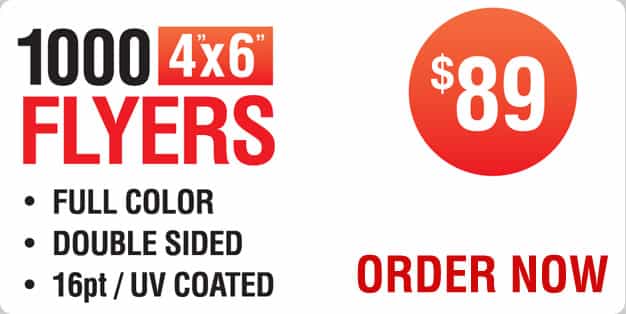 1000 4"x6"
FLYERS
• FULL COLOR
• DOUBLE SIDED
• 16pt / UV COATED
$89
ORDER NOW